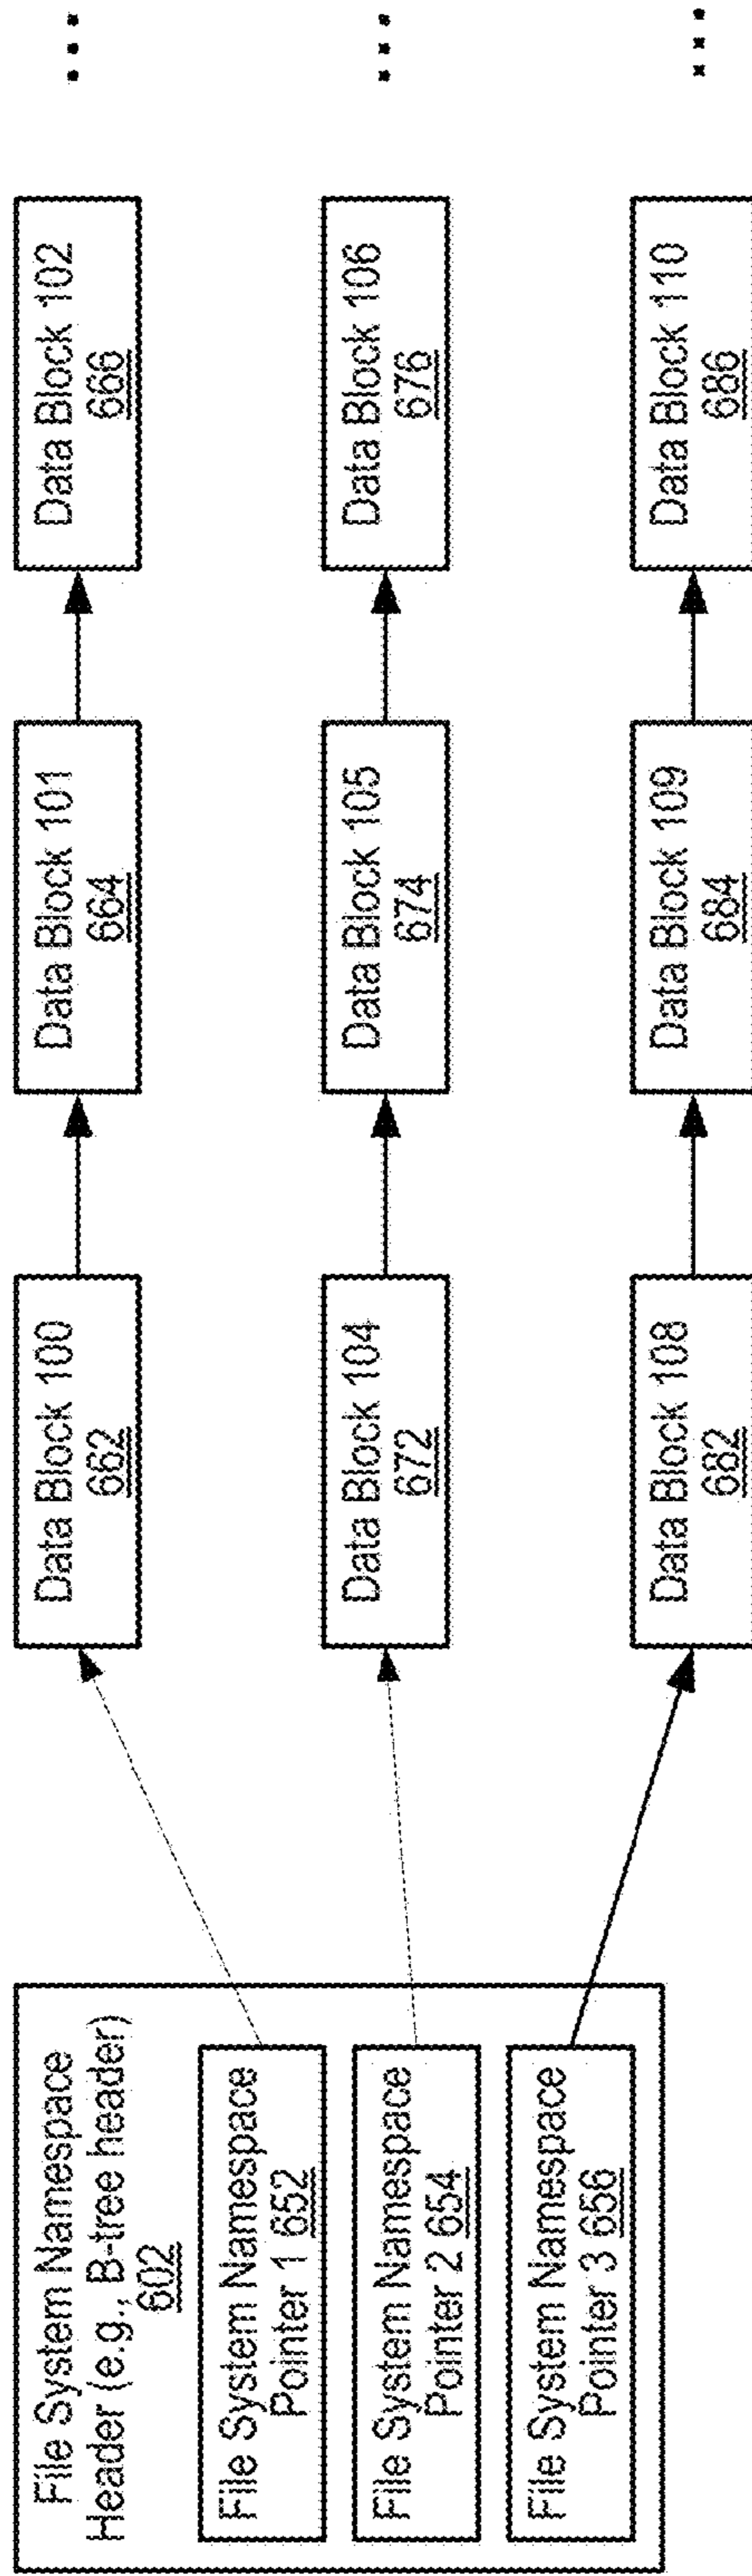 File System Namespace
Header (e.g., B-tree header)
602
File System Namespace
Pointer 1 652
File System Namespace
Pointer 2 654
File System Namespace
Pointer 3 656
Data Block 100
662
Data Block 101
664
Data Block 102
666
Data Block 104
672
Data Block 105
674
Data Block 106
676
Data Block 108
682
Data Block 109
684
Data Block 110
686